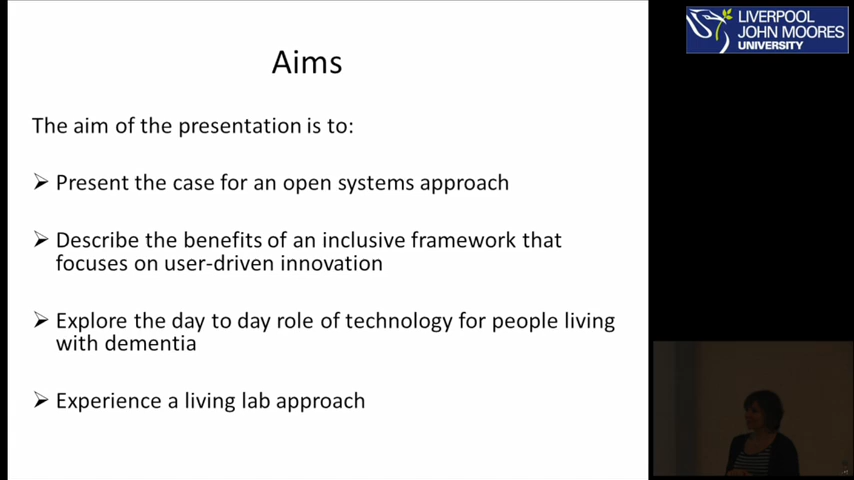 Aims
The aim of the presentation is to:
➢ Present the case for an open systems approach
➢ Describe the benefits of an inclusive framework that
focuses on user-driven innovation
➢ Explore the day to day role of technology for people living
with dementia
➢ Experience a living lab approach
LIVERPOOL
JOHN MOORES
UNIVERSITY